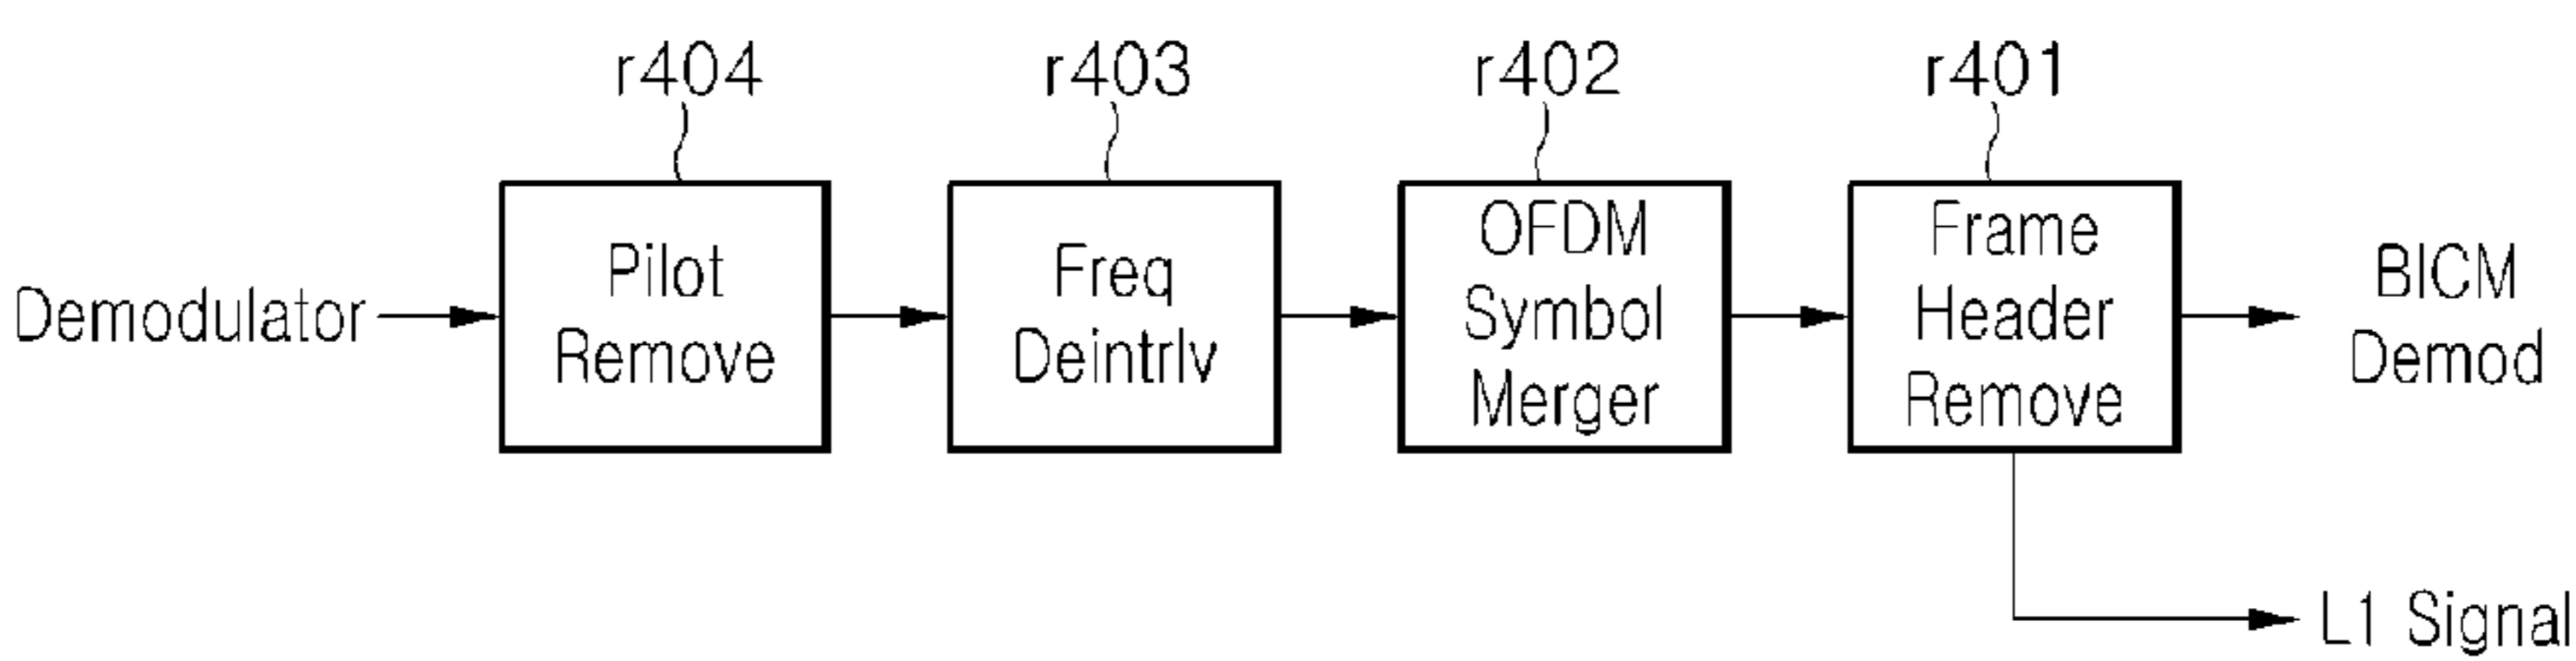 r404
r403
r402
r401
Demodulator
Pilot
Remove
Freq
Deintrlv
OFDM
Symbol
Merger
Frame
Header
Remove
BICM
Demod
L1 Signal